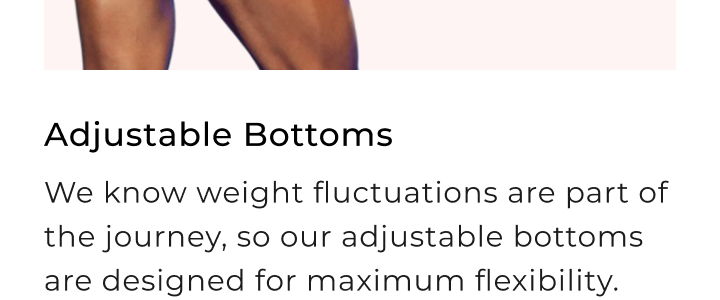 Adjustable Bottoms
We know weight fluctuations are part of
the journey, so our adjustable bottoms
are designed for maximum flexibility.